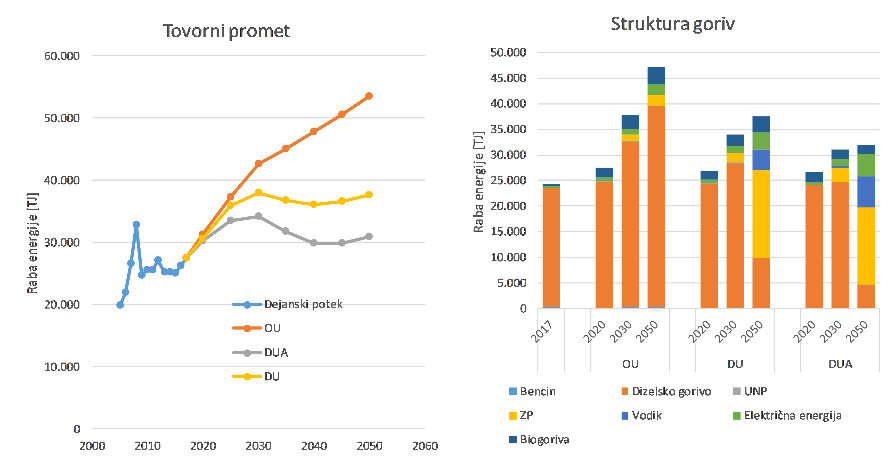 Tovorni promet
Raba energije [TJ]
60.000
50.000
40.000
30.000
20.000
10.000
0
2000 2010 2020 2030 2040 2050 2060
Dejanski potek
OU
DUA
DU
Struktura goriv
Raba energije [TJ]
50.000
45.000
40.000
35.000
30.000
25.000
20.000
15.000
10.000
5.000
0
2017 2020 2030 2050 2020 2030 2050 2020 2030 2050
OU DU DUA
Bencin Dizelsko gorivo UNP
ZP Vodik Električna energija
Biogoriva